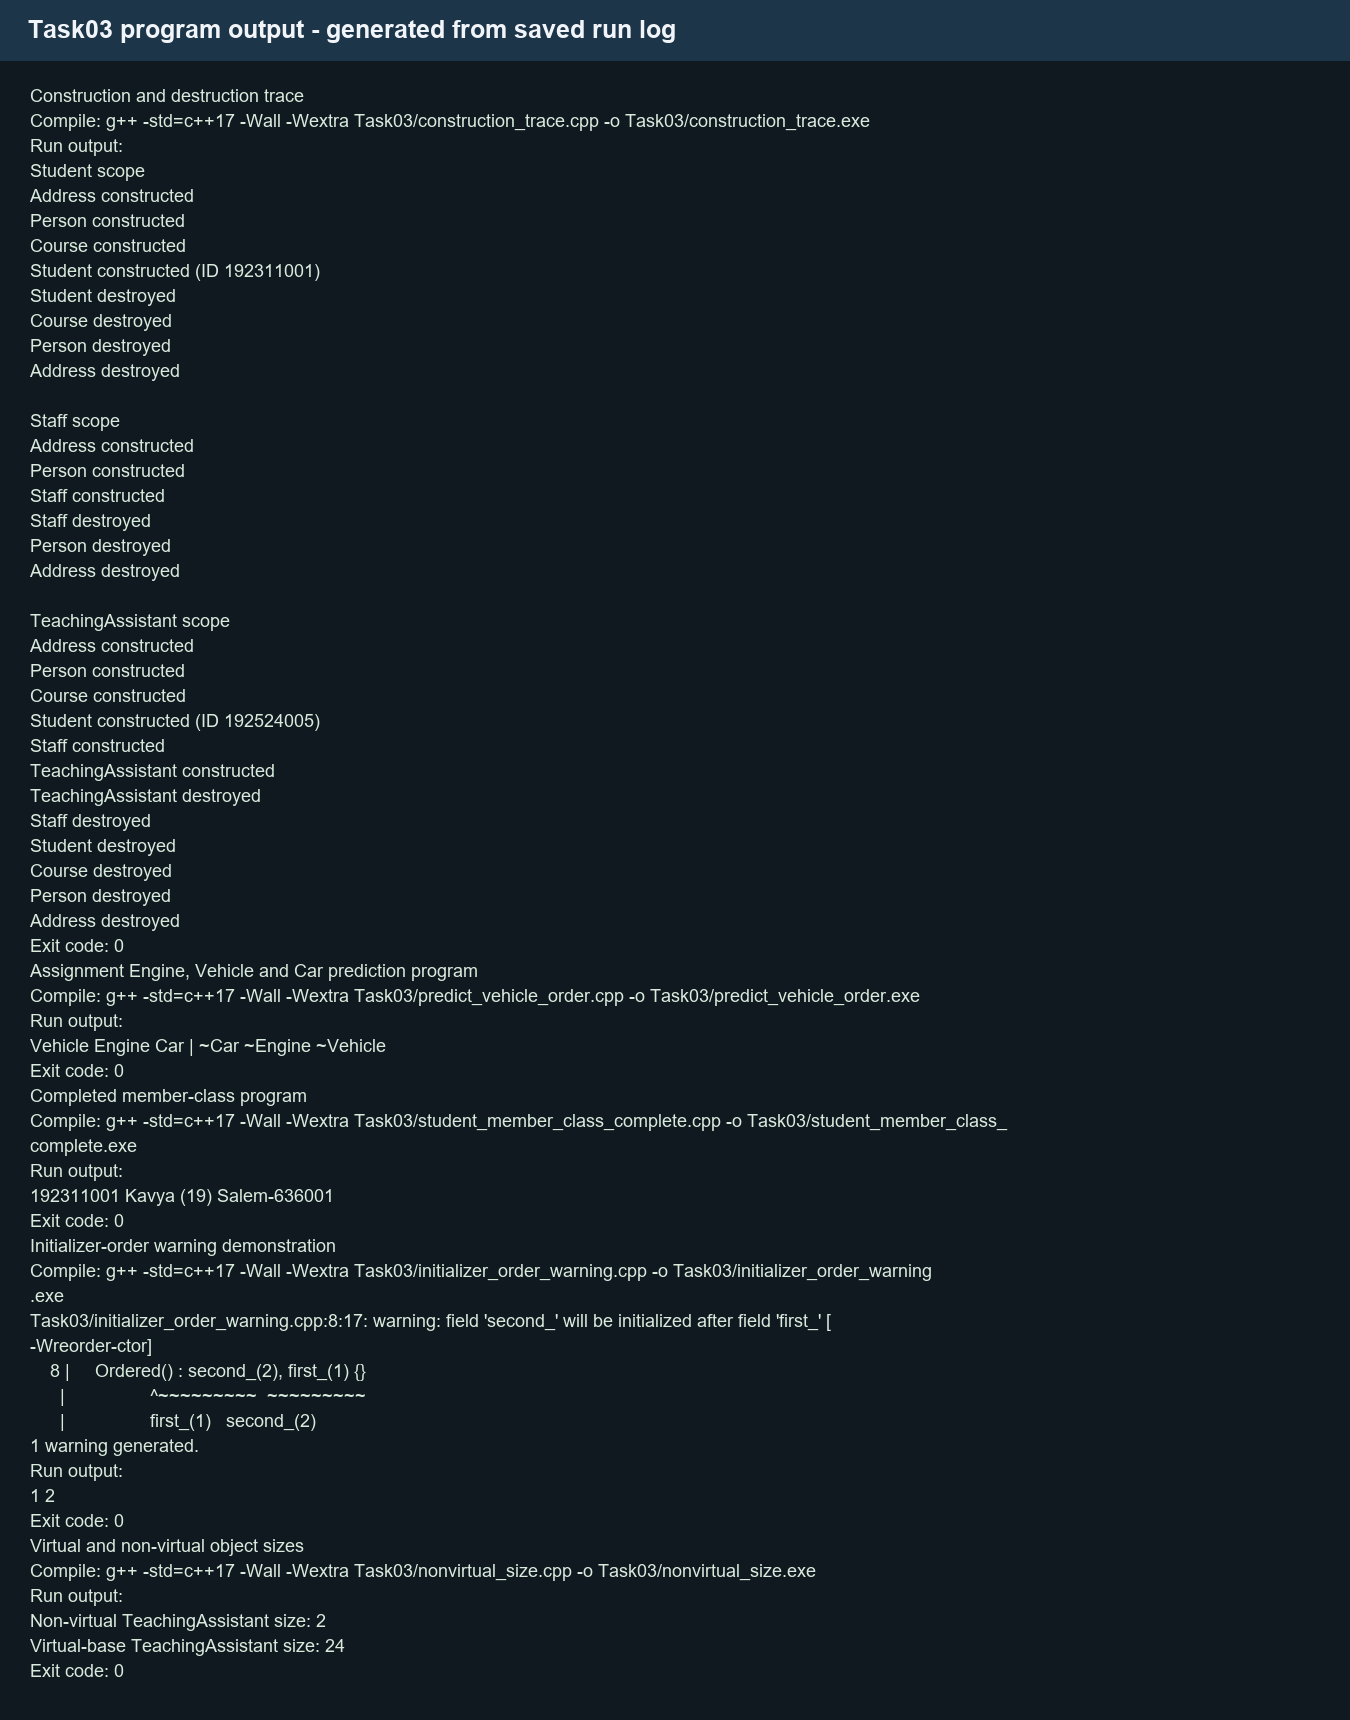 Task03 program output - generated from saved run log
Construction and destruction trace
Compile: g++ -std=c++17 -Wall -Wextra Task03/construction_trace.cpp -o Task03/construction_trace.exe
Run output:
Student scope
Address constructed
Person constructed
Course constructed
Student constructed (ID 192311001)
Student destroyed
Course destroyed
Person destroyed
Address destroyed

Staff scope
Address constructed
Person constructed
Staff constructed
Staff destroyed
Person destroyed
Address destroyed

TeachingAssistant scope
Address constructed
Person constructed
Course constructed
Student constructed (ID 192524005)
Staff constructed
TeachingAssistant constructed
TeachingAssistant destroyed
Staff destroyed
Student destroyed
Course destroyed
Person destroyed
Address destroyed
Exit code: 0
Assignment Engine, Vehicle and Car prediction program
Compile: g++ -std=c++17 -Wall -Wextra Task03/predict_vehicle_order.cpp -o Task03/predict_vehicle_order.exe
Run output:
Vehicle Engine Car | ~Car ~Engine ~Vehicle
Exit code: 0
Completed member-class program
Compile: g++ -std=c++17 -Wall -Wextra Task03/student_member_class_complete.cpp -o Task03/student_member_class_
complete.exe
Run output:
192311001 Kavya (19) Salem-636001
Exit code: 0
Initializer-order warning demonstration
Compile: g++ -std=c++17 -Wall -Wextra Task03/initializer_order_warning.cpp -o Task03/initializer_order_warning
.exe
Task03/initializer_order_warning.cpp:8:17: warning: field 'second_' will be initialized after field 'first_' [
-Wreorder-ctor]
    8 |     Ordered() : second_(2), first_(1) {}
      |                 ^~~~~~~~~~  ~~~~~~~~~
      |                 first_(1)   second_(2)
1 warning generated.
Run output:
1 2
Exit code: 0
Virtual and non-virtual object sizes
Compile: g++ -std=c++17 -Wall -Wextra Task03/nonvirtual_size.cpp -o Task03/nonvirtual_size.exe
Run output:
Non-virtual TeachingAssistant size: 2
Virtual-base TeachingAssistant size: 24
Exit code: 0